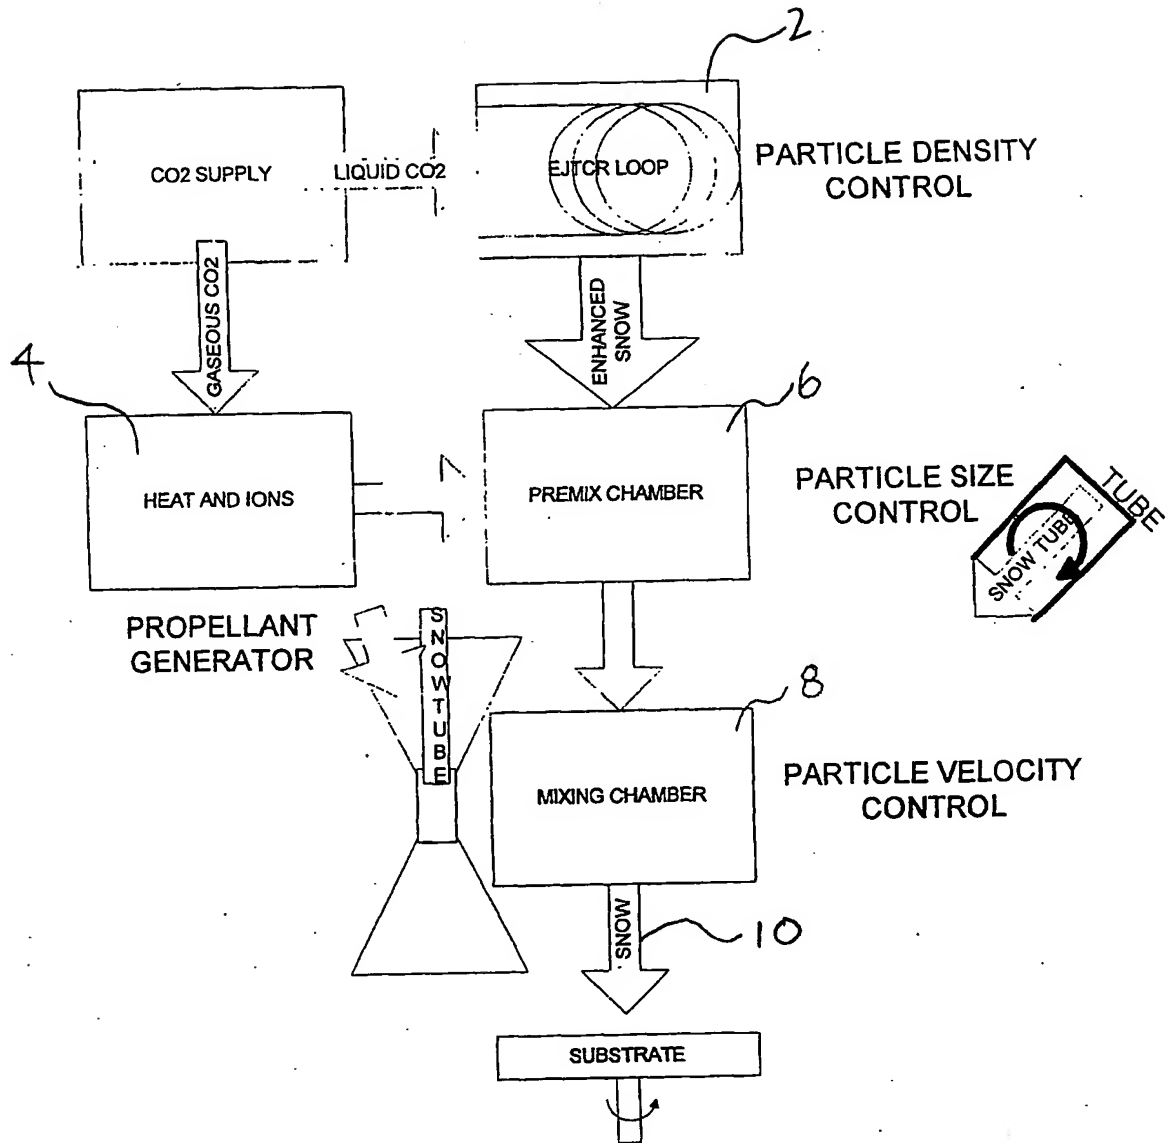 2
CO2 SUPPLY
LIQUID CO2
EJTCR LOOP
PARTICLE DENSITY
CONTROL
GASEOUS CO2
ENHANCED
SNOW
4
6
HEAT AND IONS
PREMIX CHAMBER
PARTICLE SIZE
CONTROL
TUBE
SNOW TUBE
PROPELLANT
GENERATOR
SNOWTUBE
8
MIXING CHAMBER
PARTICLE VELOCITY
CONTROL
SNOW
10
SUBSTRATE